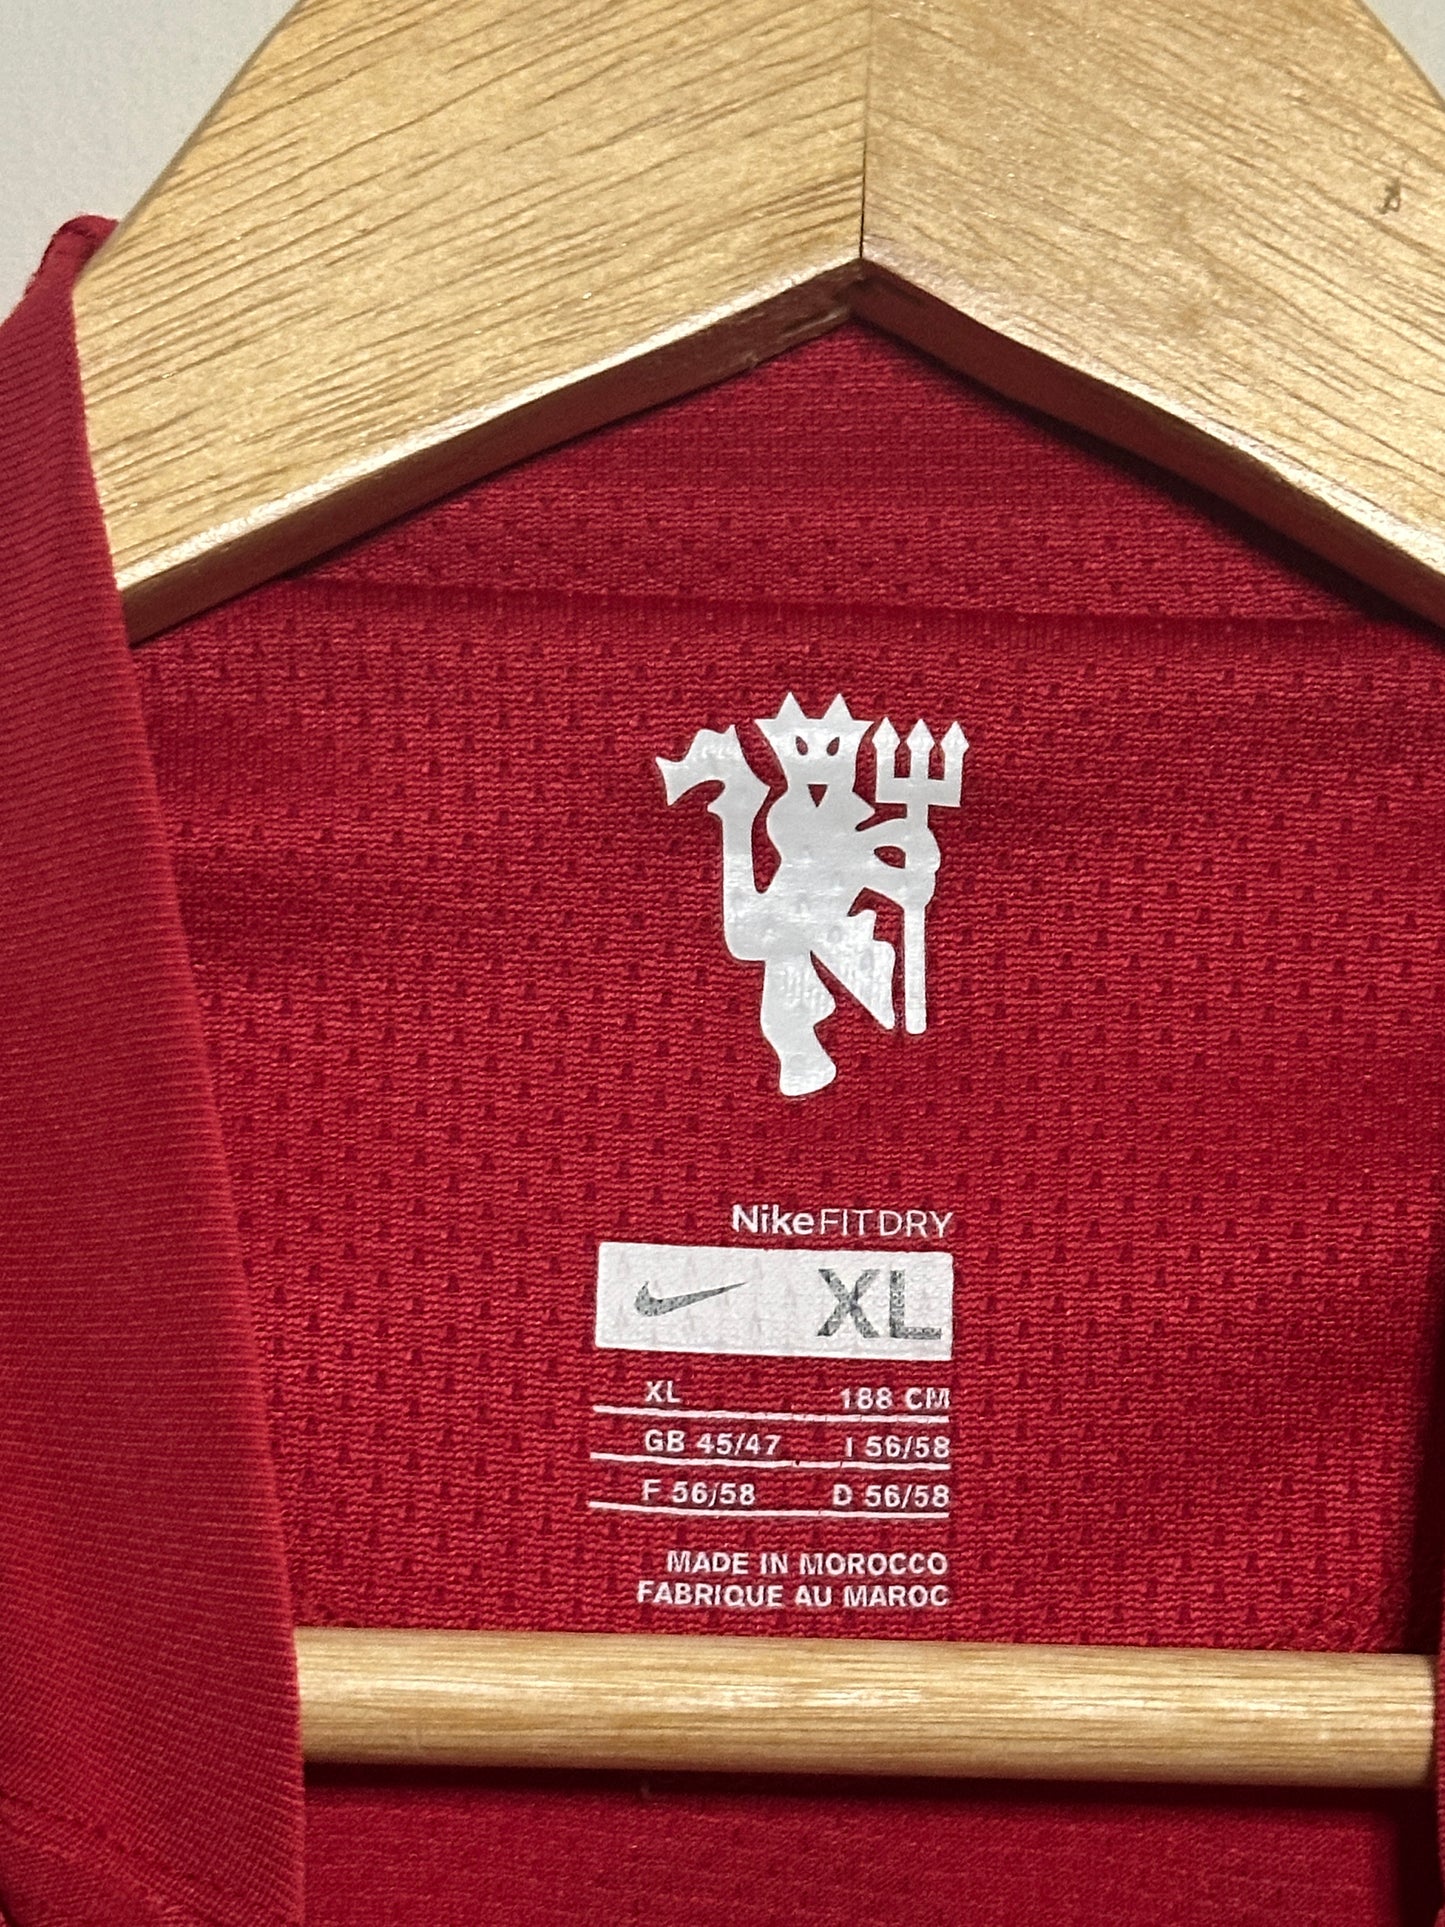 NikeFITDRY
XL
XL 188 CM
GB 45/47 I 56/58
F 56/58 D 56/58
MADE IN MOROCCO
FABRIQUE AU MAROC